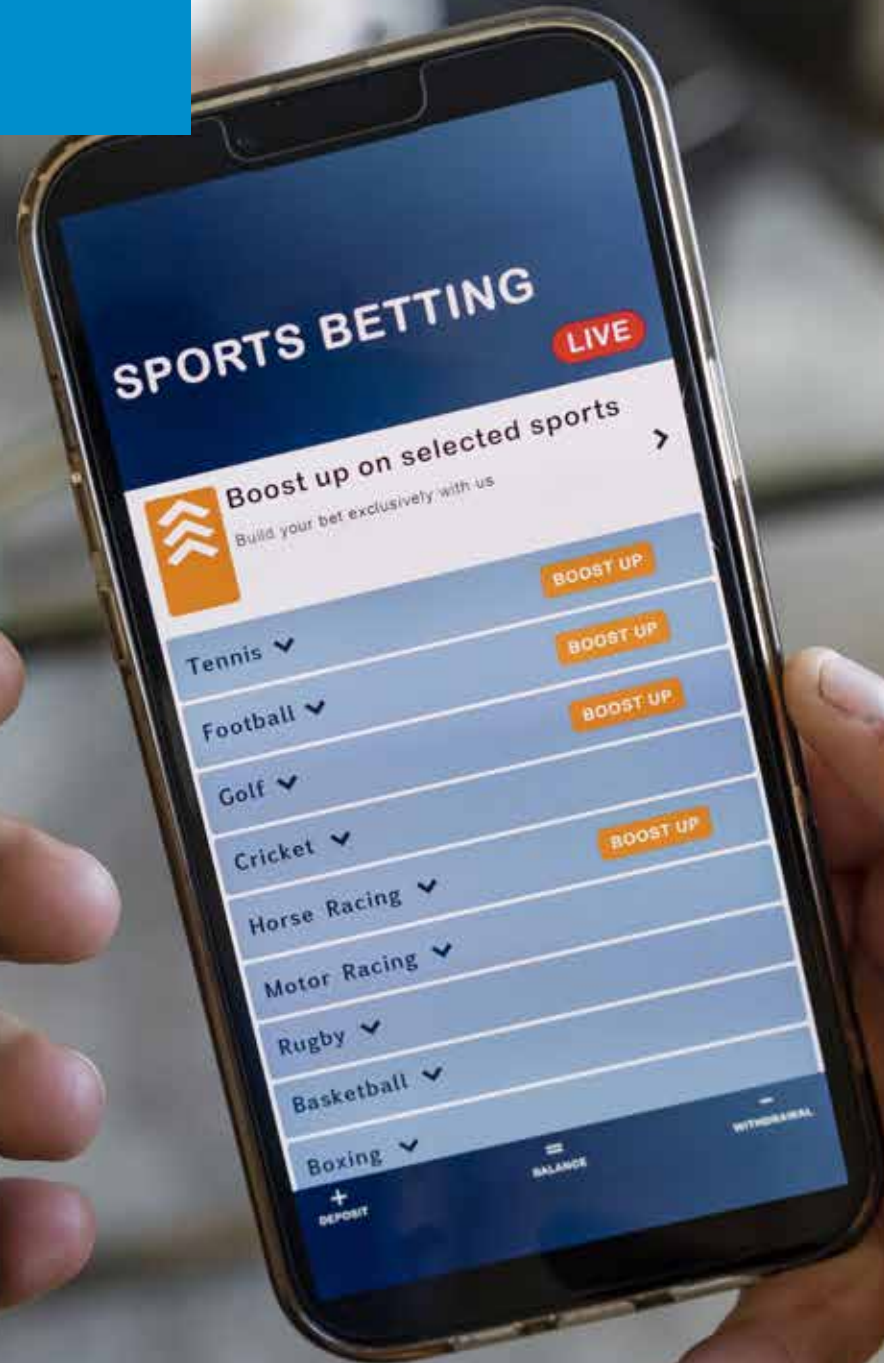 SPORTS BETTING
LIVE
Boost up on selected sports
Build your bet exclusively with us
Tennis BOOST UP
Football BOOST UP
Golf BOOST UP
Cricket
Horse Racing BOOST UP
Motor Racing
Rugby
Basketball
Boxing
+ = −
DEPOSIT BALANCE WITHDRAWAL